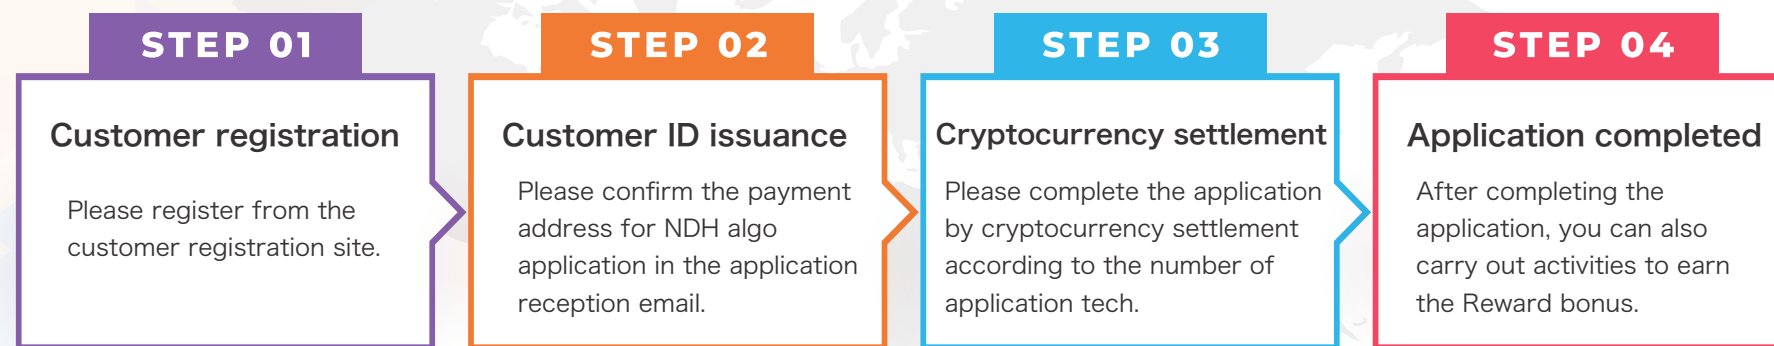 STEP 01
Customer registration
Please register from the
customer registration site.
STEP 02
Customer ID issuance
Please confirm the payment
address for NDH algo
application in the application
reception email.
STEP 03
Cryptocurrency settlement
Please complete the application
by cryptocurrency settlement
according to the number of
application tech.
STEP 04
Application completed
After completing the
application, you can also
carry out activities to earn
the Reward bonus.